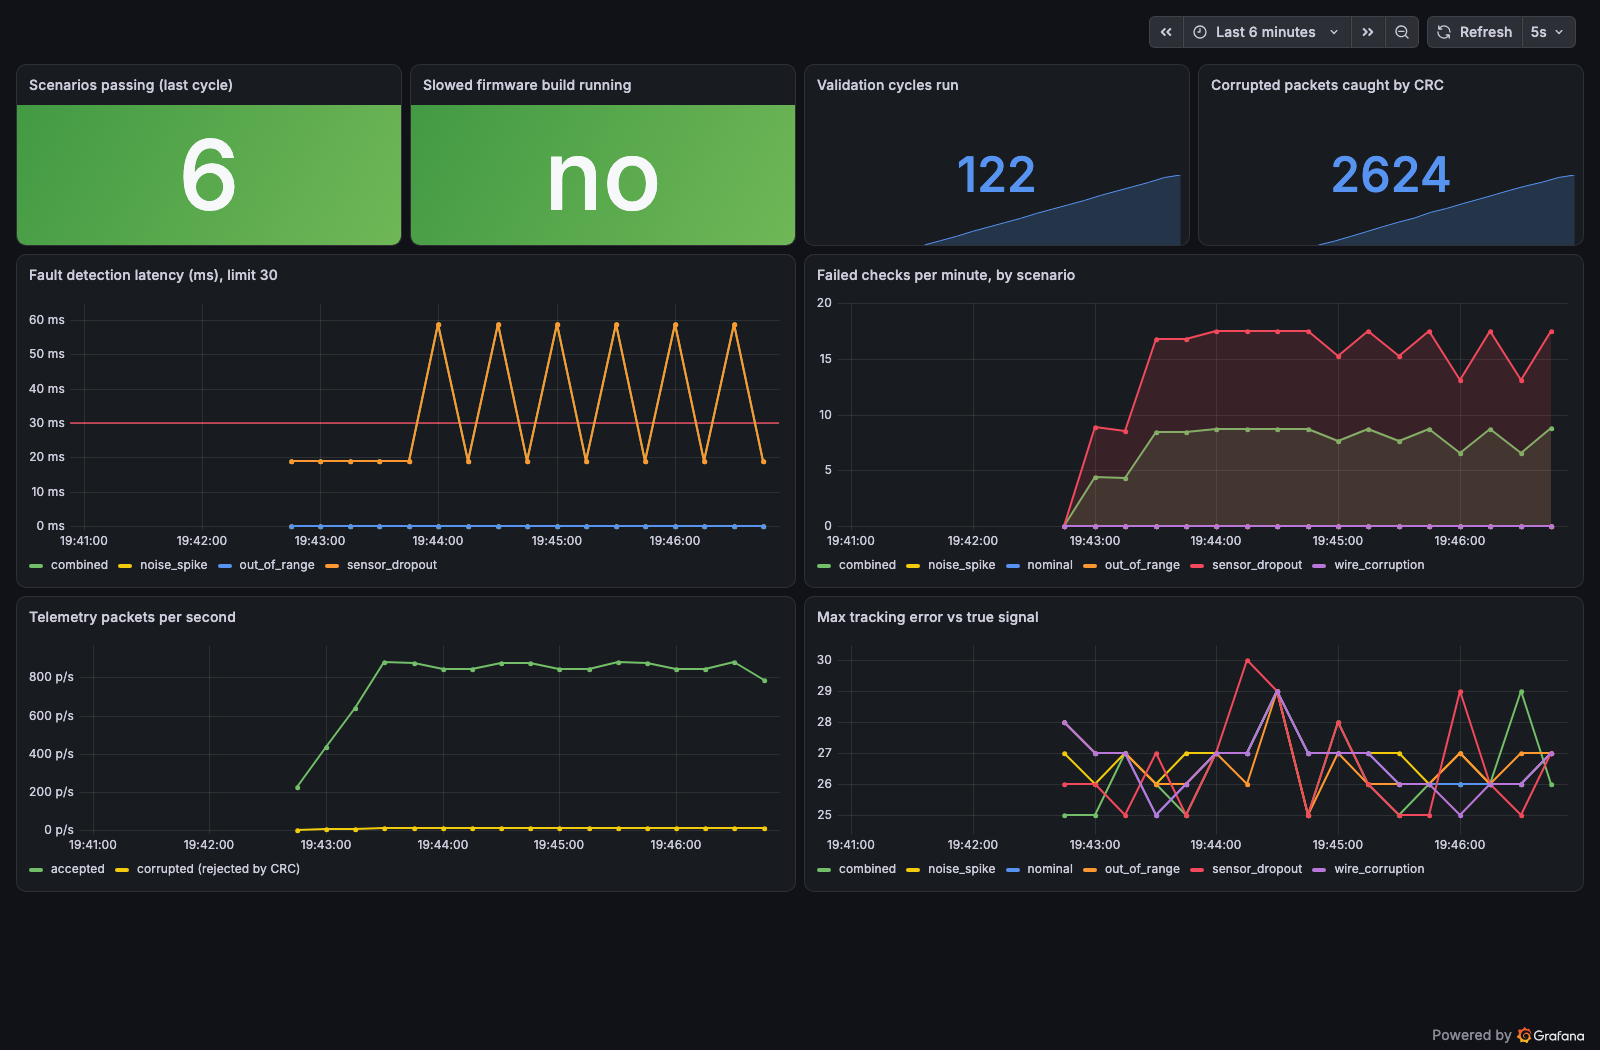 Last 6 minutes
Refresh
5s
Scenarios passing (last cycle)
6
Slowed firmware build running
no
Validation cycles run
122
Corrupted packets caught by CRC
2624
Fault detection latency (ms), limit 30
60 ms
50 ms
40 ms
30 ms
20 ms
10 ms
0 ms
19:41:00 19:42:00 19:43:00 19:44:00 19:45:00 19:46:00
combined noise_spike out_of_range sensor_dropout
Failed checks per minute, by scenario
20
15
10
5
0
19:41:00 19:42:00 19:43:00 19:44:00 19:45:00 19:46:00
combined noise_spike nominal out_of_range sensor_dropout wire_corruption
Telemetry packets per second
800 p/s
600 p/s
400 p/s
200 p/s
0 p/s
19:41:00 19:42:00 19:43:00 19:44:00 19:45:00 19:46:00
accepted corrupted (rejected by CRC)
Max tracking error vs true signal
30
29
28
27
26
25
19:41:00 19:42:00 19:43:00 19:44:00 19:45:00 19:46:00
combined noise_spike nominal out_of_range sensor_dropout wire_corruption
Powered by Grafana